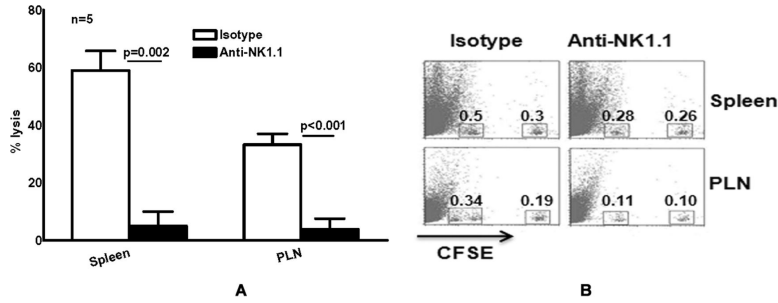 80
n=5
Isotype
Anti-NK1.1
p=0.002
60
% lysis
40
p<0.001
20
0
Spleen
PLN
A
Isotype Anti-NK1.1
0.5 0.3 0.28 0.26 Spleen
0.34 0.19 0.11 0.10 PLN
CFSE
B